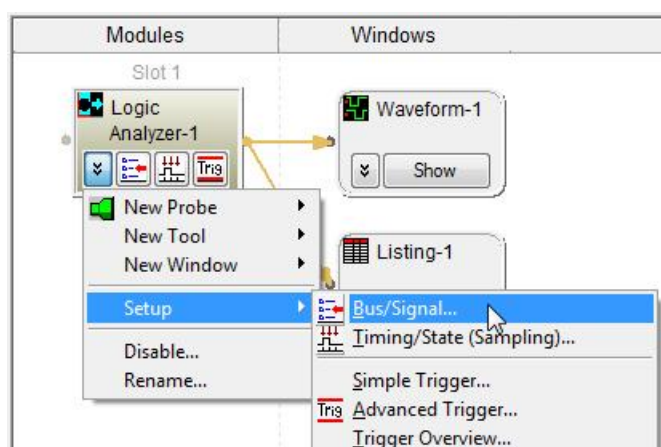 Modules Windows
Slot 1
Logic
Analyzer-1
Trig
Waveform-1
Show
Listing-1
New Probe
New Tool
New Window
Setup
Disable...
Rename...
Bus/Signal...
Timing/State (Sampling)...
Simple Trigger...
Trig Advanced Trigger...
Trigger Overview...